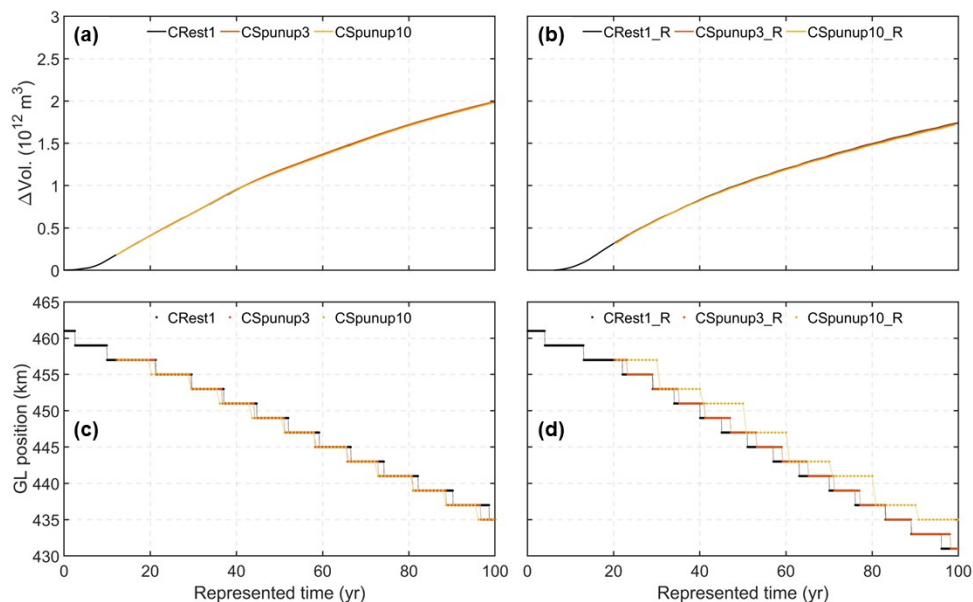 (a)
CRest1 CSpunup3 CSpunup10
3
2.5
2
1.5
1
0.5
0
ΔVol. (10¹² m³)
(b)
CRest1_R CSpunup3_R CSpunup10_R
465
460
455
450
445
440
435
430
GL position (km)
CRest1 CSpunup3 CSpunup10
(c)
0 20 40 60 80 100
Represented time (yr)
CRest1_R CSpunup3_R CSpunup10_R
(d)
0 20 40 60 80 100
Represented time (yr)